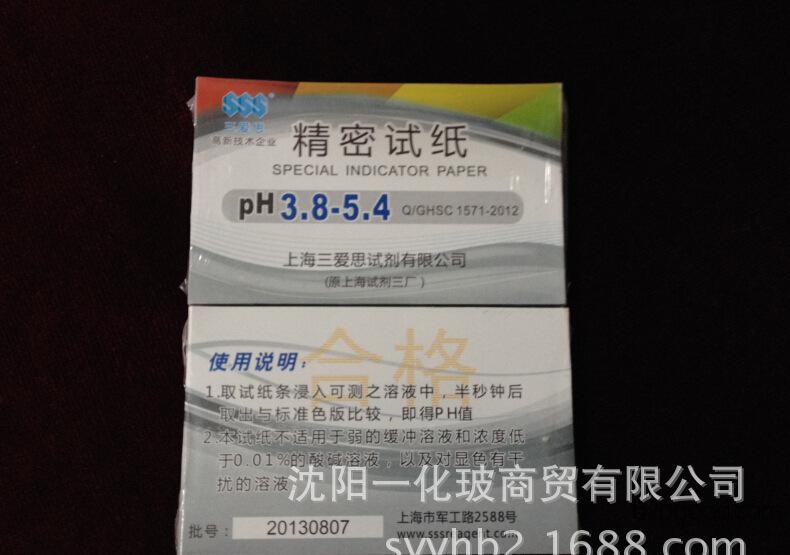 SSS®
三爱思
高新技术企业
精密试纸
SPECIAL INDICATOR PAPER
pH 3.8-5.4 Q/GHSC 1571-2012
上海三爱思试剂有限公司
(原上海试剂三厂)
合格
使用说明:
1.取试纸条浸入可测之溶液中,半秒钟后
取出与标准色版比较,即得P.H值
2.本试纸不适用于弱的缓冲溶液和浓度低
于0.01%的酸碱溶液,以及对显色有干
扰的溶液
沈阳一化玻商贸有限公司
批号: 20130807
上海市军工路2588号
www.sssreagent.com
syyhb2.1688.com